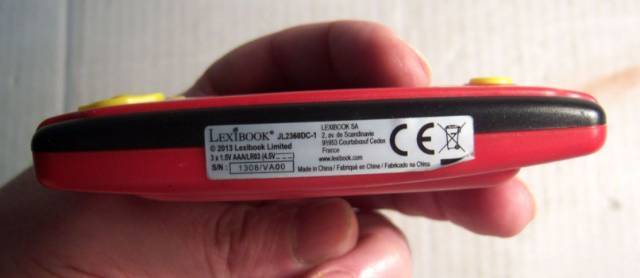 LEXIBOOK® JL2368DC-1
© 2013 Lexibook Limited
3 x 1.5V AAA/LR03 (4.5V
S/N : 1308/VA00
LEXIBOOK SA
2, av. de Scandinavie
91953 Courtaboeuf Cedex
France
www.lexibook.com
Made in China / Fabriqué en Chine / Fabricado na China
CE